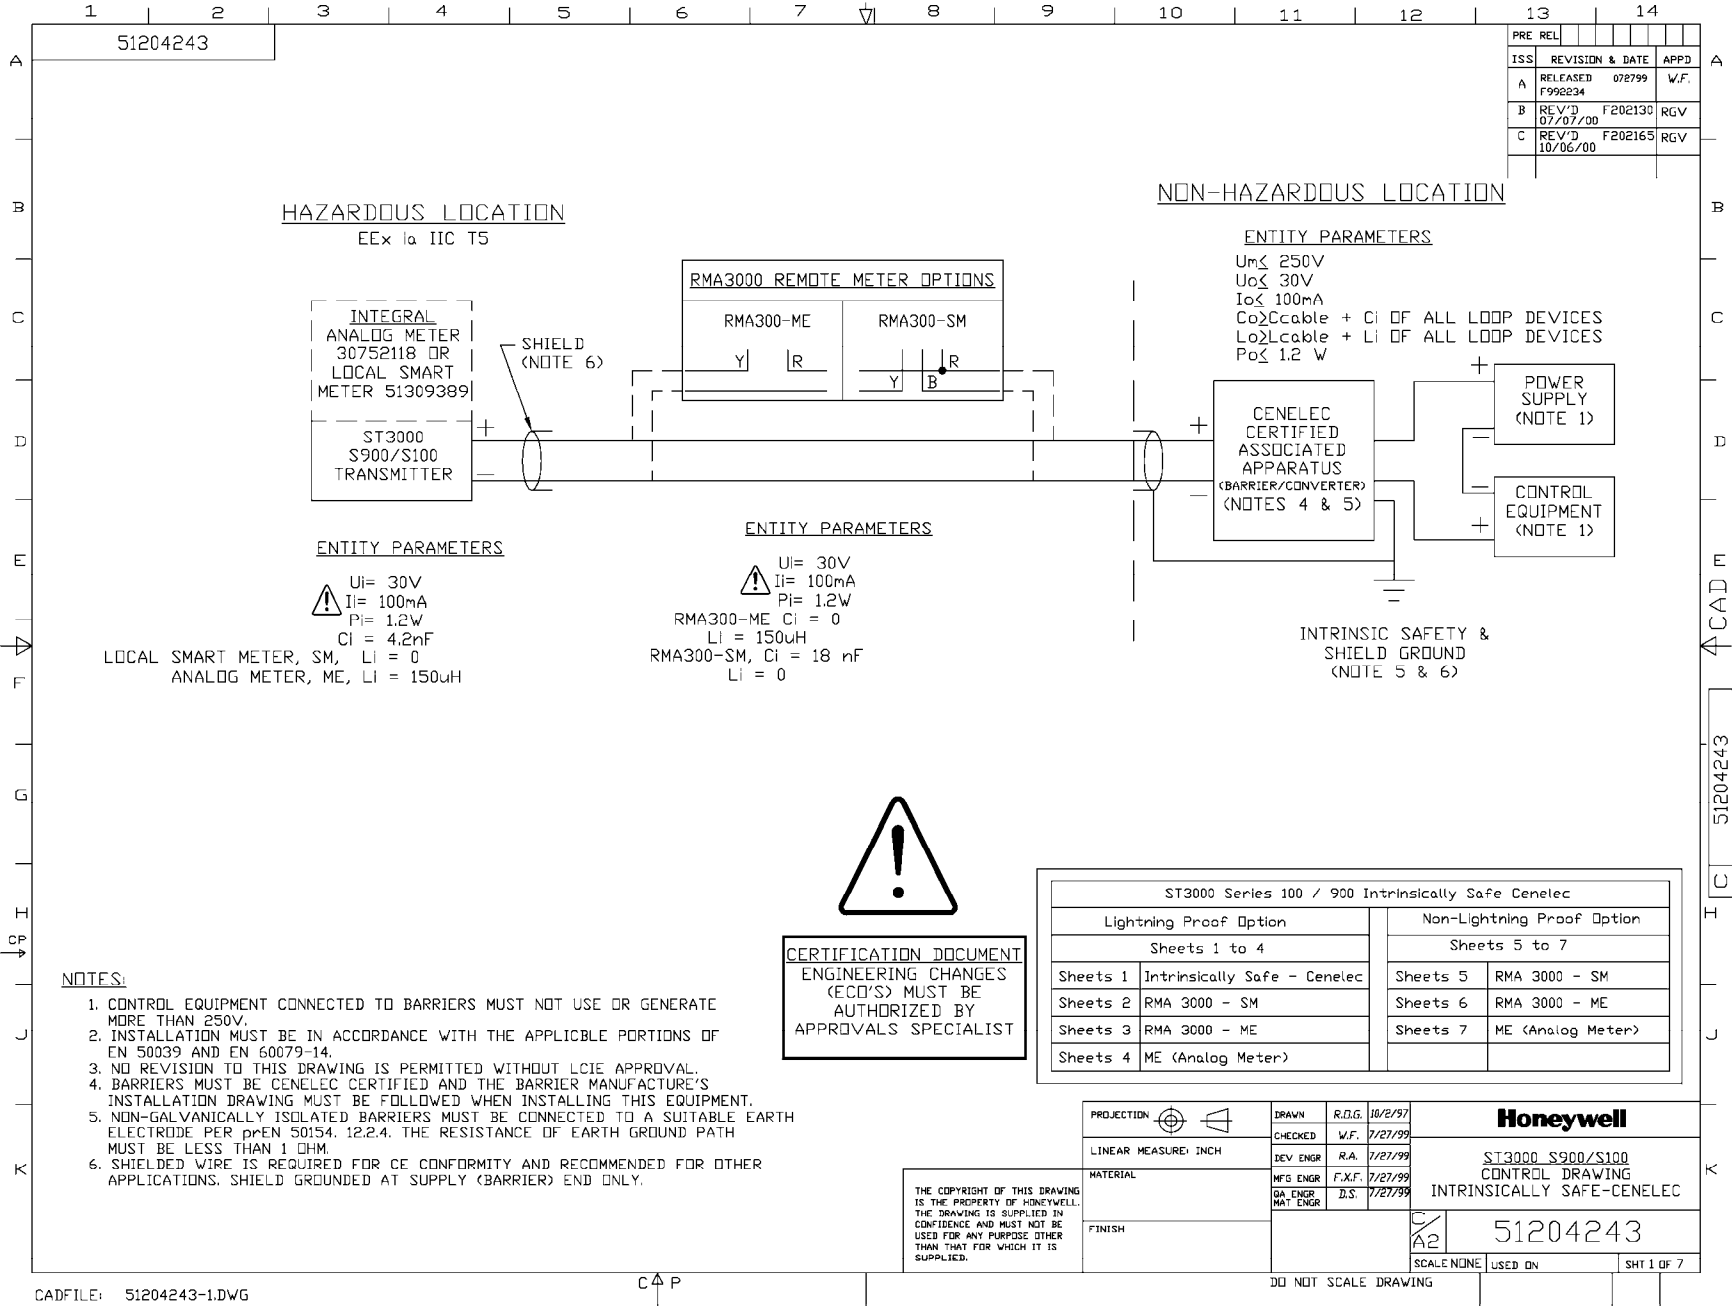 1 2 3 4 5 6 7 8 9 10 11 12 13 14
A B C D E F G H J K
A B C D E H J K
51204243
PRE REL
ISS REVISION & DATE APPD
A RELEASED 072799 W.F.
F992234
B REV'D F202130 RGV
07/07/00
C REV'D F202165 RGV
10/06/00
HAZARDOUS LOCATION
EEx ia IIC T5
NON-HAZARDOUS LOCATION
ENTITY PARAMETERS
Um≤ 250V
Uo≤ 30V
Io≤ 100mA
Co≥Ccable + Ci OF ALL LOOP DEVICES
Lo≥Lcable + Li OF ALL LOOP DEVICES
Po≤ 1.2 W
INTEGRAL
ANALOG METER
30752118 OR
LOCAL SMART
METER 51309389
ST3000
S900/S100
TRANSMITTER
+
-
SHIELD
(NOTE 6)
RMA3000 REMOTE METER OPTIONS
RMA300-ME RMA300-SM
Y R Y B R
+
-
CENELEC
CERTIFIED
ASSOCIATED
APPARATUS
(BARRIER/CONVERTER)
(NOTES 4 & 5)
+
POWER
SUPPLY
(NOTE 1)
-
-
CONTROL
EQUIPMENT
(NOTE 1)
+
INTRINSIC SAFETY &
SHIELD GROUND
(NOTE 5 & 6)
ENTITY PARAMETERS
Ui= 30V
! Ii= 100mA
Pi= 1.2W
Ci = 4.2nF
LOCAL SMART METER, SM, Li = 0
ANALOG METER, ME, Li = 150uH
ENTITY PARAMETERS
Ui= 30V
! Ii= 100mA
Pi= 1.2W
RMA300-ME Ci = 0
Li = 150uH
RMA300-SM, Ci = 18 nF
Li = 0
CAD
51204243
C
CP
!
CERTIFICATION DOCUMENT
ENGINEERING CHANGES
(ECO'S) MUST BE
AUTHORIZED BY
APPROVALS SPECIALIST
ST3000 Series 100 / 900 Intrinsically Safe Cenelec
Lightning Proof Option Non-Lightning Proof Option
Sheets 1 to 4 Sheets 5 to 7
Sheets 1 Intrinsically Safe - Cenelec Sheets 5 RMA 3000 - SM
Sheets 2 RMA 3000 - SM Sheets 6 RMA 3000 - ME
Sheets 3 RMA 3000 - ME Sheets 7 ME (Analog Meter)
Sheets 4 ME (Analog Meter)
NOTES:
1. CONTROL EQUIPMENT CONNECTED TO BARRIERS MUST NOT USE OR GENERATE
MORE THAN 250V.
2. INSTALLATION MUST BE IN ACCORDANCE WITH THE APPLICBLE PORTIONS OF
EN 50039 AND EN 60079-14.
3. NO REVISION TO THIS DRAWING IS PERMITTED WITHOUT LCIE APPROVAL.
4. BARRIERS MUST BE CENELEC CERTIFIED AND THE BARRIER MANUFACTURE'S
INSTALLATION DRAWING MUST BE FOLLOWED WHEN INSTALLING THIS EQUIPMENT.
5. NON-GALVANICALLY ISOLATED BARRIERS MUST BE CONNECTED TO A SUITABLE EARTH
ELECTRODE PER prEN 50154. 12.2.4. THE RESISTANCE OF EARTH GROUND PATH
MUST BE LESS THAN 1 OHM.
6. SHIELDED WIRE IS REQUIRED FOR CE CONFORMITY AND RECOMMENDED FOR OTHER
APPLICATIONS. SHIELD GROUNDED AT SUPPLY (BARRIER) END ONLY.
THE COPYRIGHT OF THIS DRAWING
IS THE PROPERTY OF HONEYWELL.
THE DRAWING IS SUPPLIED IN
CONFIDENCE AND MUST NOT BE
USED FOR ANY PURPOSE OTHER
THAN THAT FOR WHICH IT IS
SUPPLIED.
PROJECTION
LINEAR MEASURE: INCH
MATERIAL
FINISH
DRAWN R.O.G. 10/2/97
CHECKED W.F. 7/27/99
DEV ENGR R.A. 7/27/99
MFG ENGR F.X.F. 7/27/99
QA ENGR D.S. 7/27/99
MAT ENGR
Honeywell
ST3000 S900/S100
CONTROL DRAWING
INTRINSICALLY SAFE-CENELEC
C/A2 51204243
SCALE NONE USED ON SHT 1 OF 7
C P
DO NOT SCALE DRAWING
CADFILE: 51204243-1.DWG